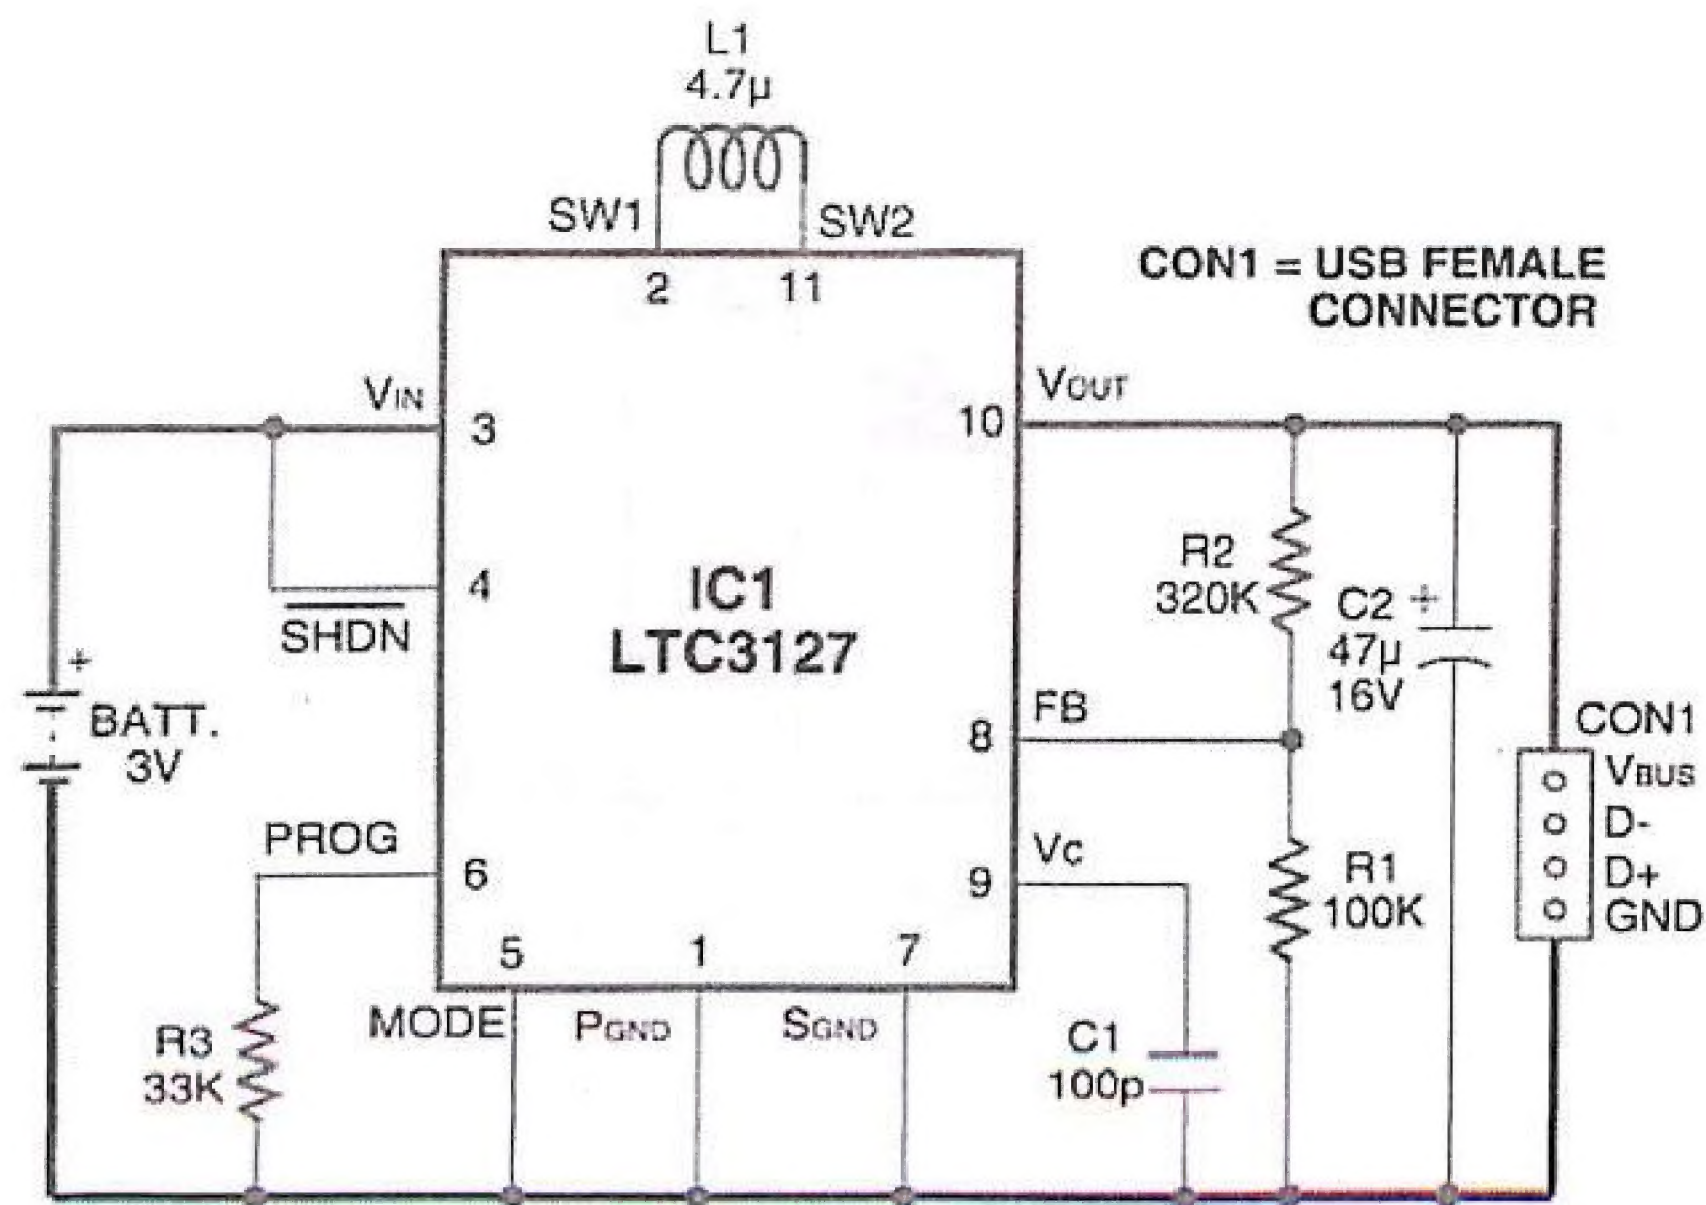 L1
4.7µ
SW1
SW2
2
11
CON1 = USB FEMALE
CONNECTOR
VIN
VOUT
3
10
4
SHDN
IC1
LTC3127
R2
320K
C2
+
47µ
16V
+
BATT.
3V
FB
8
CON1
VBUS
D-
D+
GND
PROG
6
VC
9
R1
100K
5
1
7
MODE
PGND
SGND
R3
33K
C1
100p